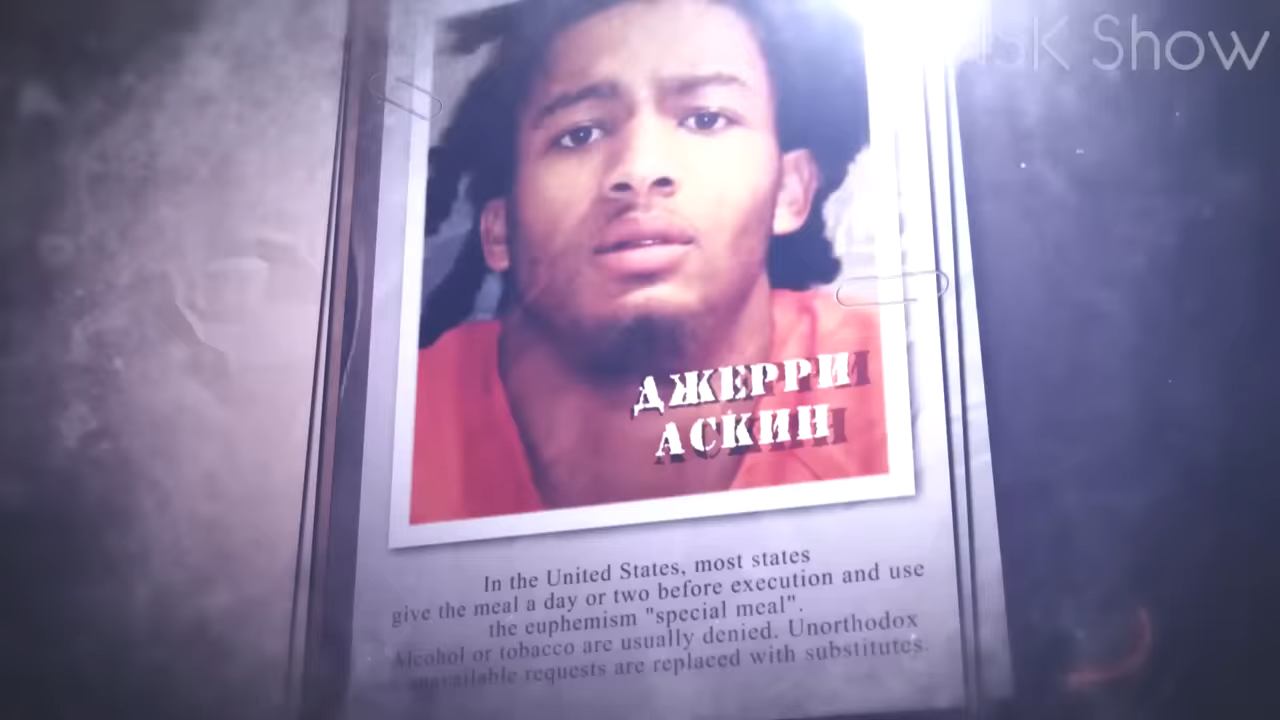 Show
ДЖЕРРИ
АСКИН
In the United States, most states
give the meal a day or two before execution and use
the euphemism "special meal".
Alcohol or tobacco are usually denied. Unorthodox
unavailable requests are replaced with substitutes.